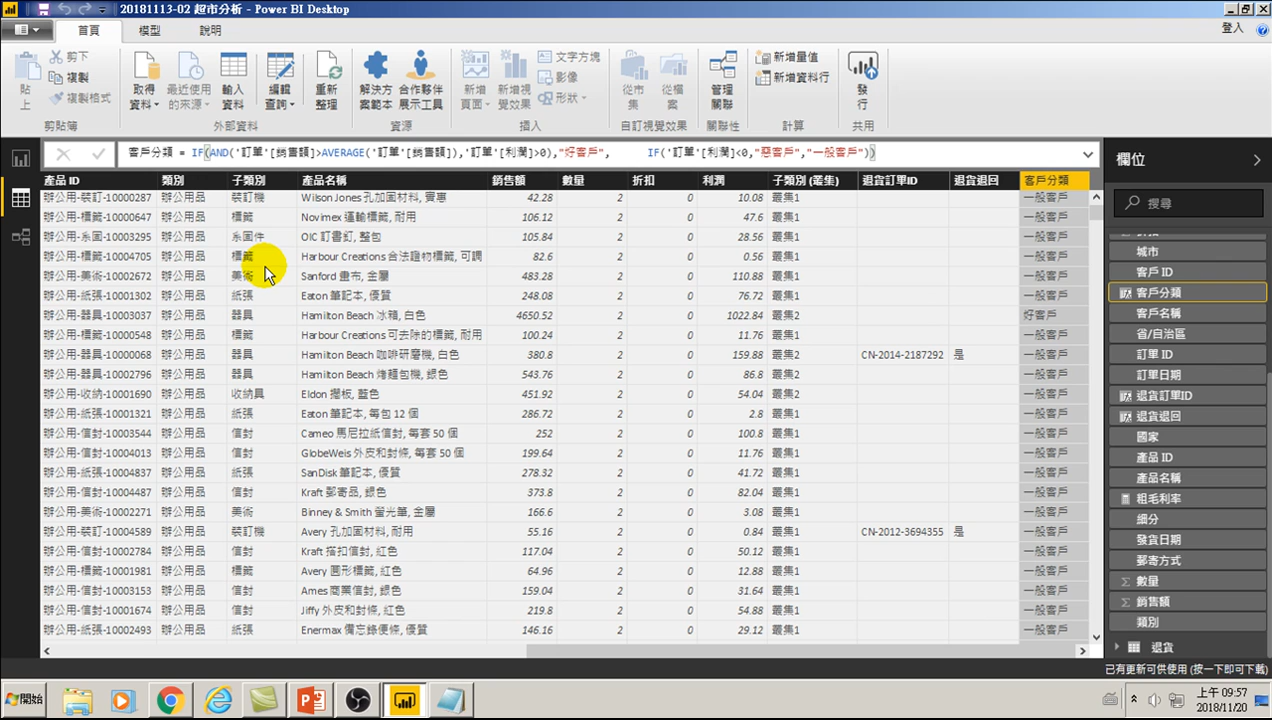 20181113-02 超市分析 - Power BI Desktop
首頁 模型 說明 登入
貼上 剪下 複製 複製格式 剪貼簿
取得資料 最近使用的來源 輸入資料 編輯查詢 重新整理 外部資料
解決方案範本 合作夥伴展示工具 資源
新增頁面 新增視覺效果 文字方塊 影像 形狀 插入
從市集 從檔案 自訂視覺效果
管理關聯 關聯性
新增量值 新增資料行 計算
發行 共用
客戶分類 = IF(AND('訂單'[銷售額]>AVERAGE('訂單'[銷售額]),'訂單'[利潤]>0),"好客戶", IF('訂單'[利潤]<0,"惡客戶","一般客戶"))
產品 ID 類別 子類別 產品名稱 銷售額 數量 折扣 利潤 子類別 (叢集) 退貨訂單ID 退貨退回 客戶分類
辦公用-裝訂-10000287 辦公用品 裝訂機 Wilson Jones 孔加固材料, 實惠 42.28 2 0 10.08 叢集1 一般客戶
辦公用-標籤-10000647 辦公用品 標籤 Novimex 運輸標籤, 耐用 106.12 2 0 47.6 叢集1 一般客戶
辦公用-系固-10003295 辦公用品 系固件 OIC 訂書釘, 整包 105.84 2 0 28.56 叢集1 一般客戶
辦公用-標籤-10004705 辦公用品 標籤 Harbour Creations 合法證物標籤, 可調 82.6 2 0 0.56 叢集1 一般客戶
辦公用-美術-10002672 辦公用品 美術 Sanford 畫布, 金屬 483.28 2 0 110.88 叢集1 一般客戶
辦公用-紙張-10001302 辦公用品 紙張 Eaton 筆記本, 優質 248.08 2 0 76.72 叢集1 一般客戶
辦公用-器具-10003037 辦公用品 器具 Hamilton Beach 冰箱, 白色 4650.52 2 0 1022.84 叢集2 好客戶
辦公用-標籤-10000548 辦公用品 標籤 Harbour Creations 可去除的標籤, 耐用 100.24 2 0 11.76 叢集1 一般客戶
辦公用-器具-10000068 辦公用品 器具 Hamilton Beach 咖啡研磨機, 白色 380.8 2 0 159.88 叢集2 CN-2014-2187292 是 一般客戶
辦公用-器具-10002796 辦公用品 器具 Hamilton Beach 烤麵包機, 銀色 543.76 2 0 86.8 叢集2 一般客戶
辦公用-收納-10001690 辦公用品 收納具 Eldon 擱板, 藍色 451.92 2 0 54.04 叢集2 一般客戶
辦公用-紙張-10001321 辦公用品 紙張 Eaton 筆記本, 每包 12 個 286.72 2 0 2.8 叢集1 一般客戶
辦公用-信封-10003544 辦公用品 信封 Cameo 馬尼拉紙信封, 每套 50 個 252 2 0 100.8 叢集1 一般客戶
辦公用-信封-10004013 辦公用品 信封 GlobeWeis 外皮和封條, 每套 50 個 199.64 2 0 11.76 叢集1 一般客戶
辦公用-紙張-10004837 辦公用品 紙張 SanDisk 筆記本, 優質 278.32 2 0 41.72 叢集1 一般客戶
辦公用-信封-10004487 辦公用品 信封 Kraft 郵寄品, 銀色 373.8 2 0 82.04 叢集1 一般客戶
辦公用-美術-10002271 辦公用品 美術 Binney & Smith 螢光筆, 金屬 166.6 2 0 3.08 叢集1 一般客戶
辦公用-裝訂-10004589 辦公用品 裝訂機 Avery 孔加固材料, 耐用 55.16 2 0 0.84 叢集1 CN-2012-3694355 是 一般客戶
辦公用-信封-10002784 辦公用品 信封 Kraft 搭扣信封, 紅色 117.04 2 0 50.12 叢集1 一般客戶
辦公用-標籤-10001981 辦公用品 標籤 Avery 圓形標籤, 紅色 64.96 2 0 12.88 叢集1 一般客戶
辦公用-信封-10003153 辦公用品 信封 Ames 商業信封, 銀色 159.04 2 0 31.64 叢集1 一般客戶
辦公用-信封-10001674 辦公用品 信封 Jiffy 外皮和封條, 紅色 219.8 2 0 54.88 叢集1 一般客戶
辦公用-紙張-10002493 辦公用品 紙張 Enermax 備忘錄便條, 優質 146.16 2 0 29.12 叢集1 一般客戶
欄位
搜尋
城市
客戶 ID
客戶分類
客戶名稱
省/自治區
訂單 ID
訂單日期
退貨訂單ID
退貨退回
國家
產品 ID
產品名稱
粗毛利率
細分
發貨日期
郵寄方式
數量
銷售額
類別
退貨
已有更新可供使用 (按一下即可下載)
開始
上午 09:57
2018/11/20